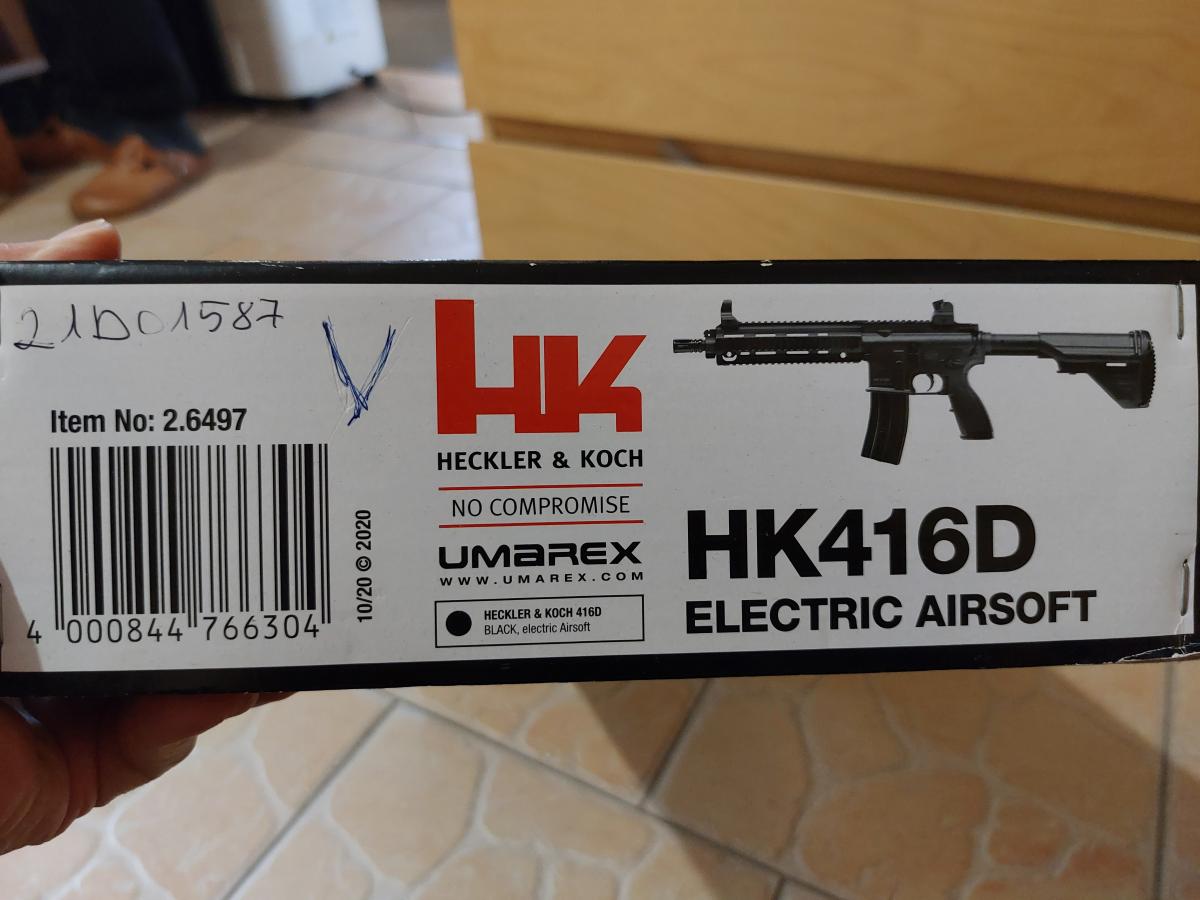 21D01587
V
Item No: 2.6497
4 000844 766304
10/20 © 2020
HK
HECKLER & KOCH
NO COMPROMISE
UMAREX
WWW.UMAREX.COM
HECKLER & KOCH 416D
BLACK, electric Airsoft
HK416D
ELECTRIC AIRSOFT